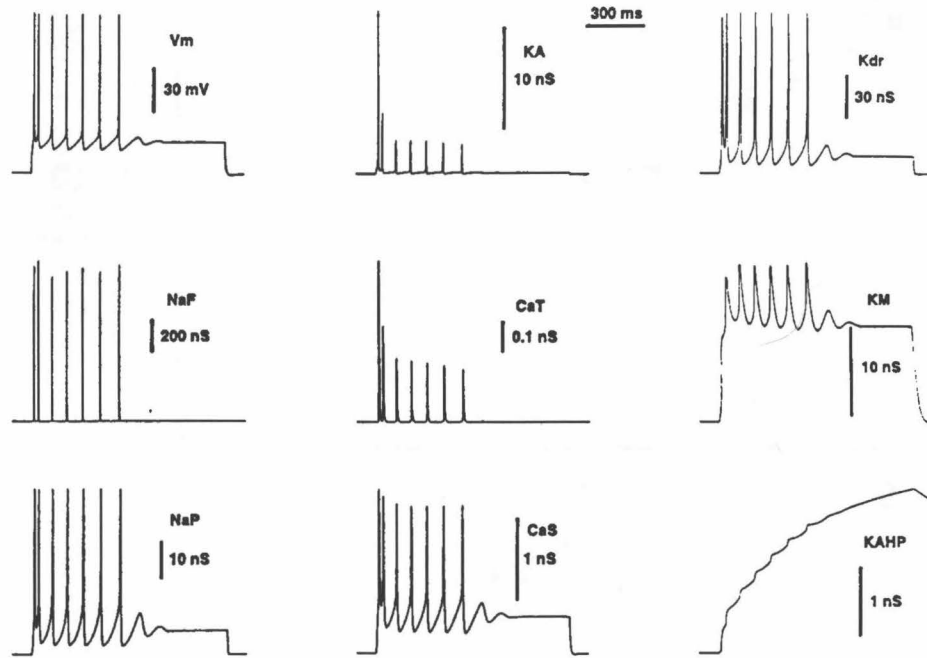 300 ms
Vm
30 mV
KA
10 nS
Kdr
30 nS
NaF
200 nS
CaT
0.1 nS
KM
10 nS
NaP
10 nS
CaS
1 nS
KAHP
1 nS